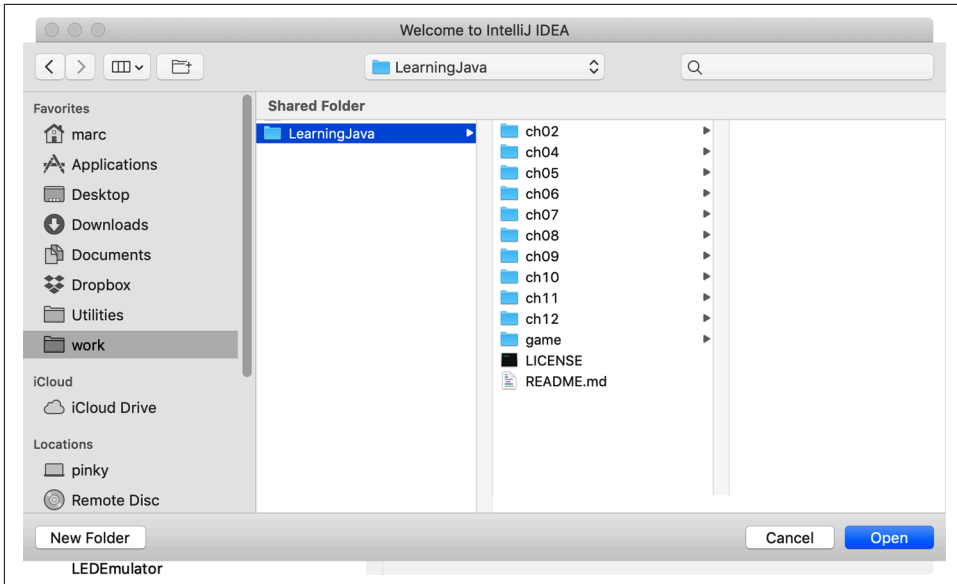 Welcome to IntelliJ IDEA
LearningJava
Favorites
marc
Applications
Desktop
Downloads
Documents
Dropbox
Utilities
work
iCloud
iCloud Drive
Locations
pinky
Remote Disc
Shared Folder
LearningJava
ch02
ch04
ch05
ch06
ch07
ch08
ch09
ch10
ch11
ch12
game
LICENSE
README.md
New Folder
Cancel
Open
LEDEmulator